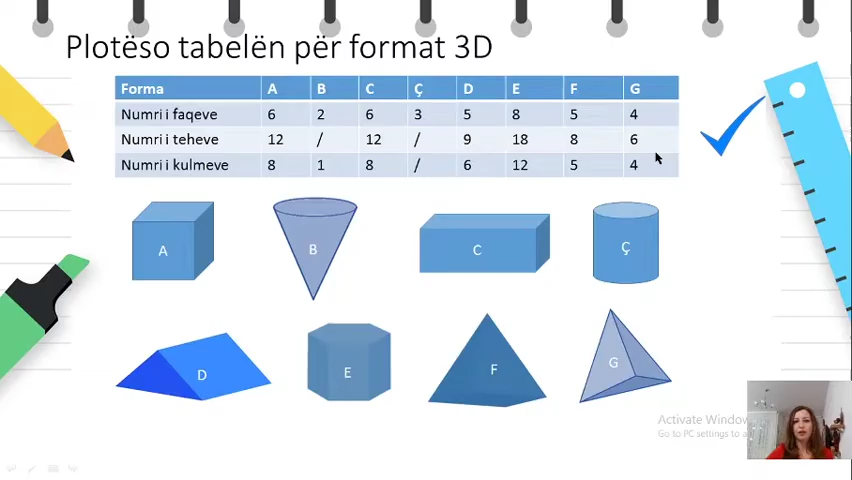 Plotëso tabelën për format 3D
Forma A B C Ç D E F G
Numri i faqeve 6 2 6 3 5 8 5 4
Numri i teheve 12 / 12 / 9 18 8 6
Numri i kulmeve 8 1 8 / 6 12 5 4
A B C Ç
D E F G
Activate Window
Go to PC settings to a